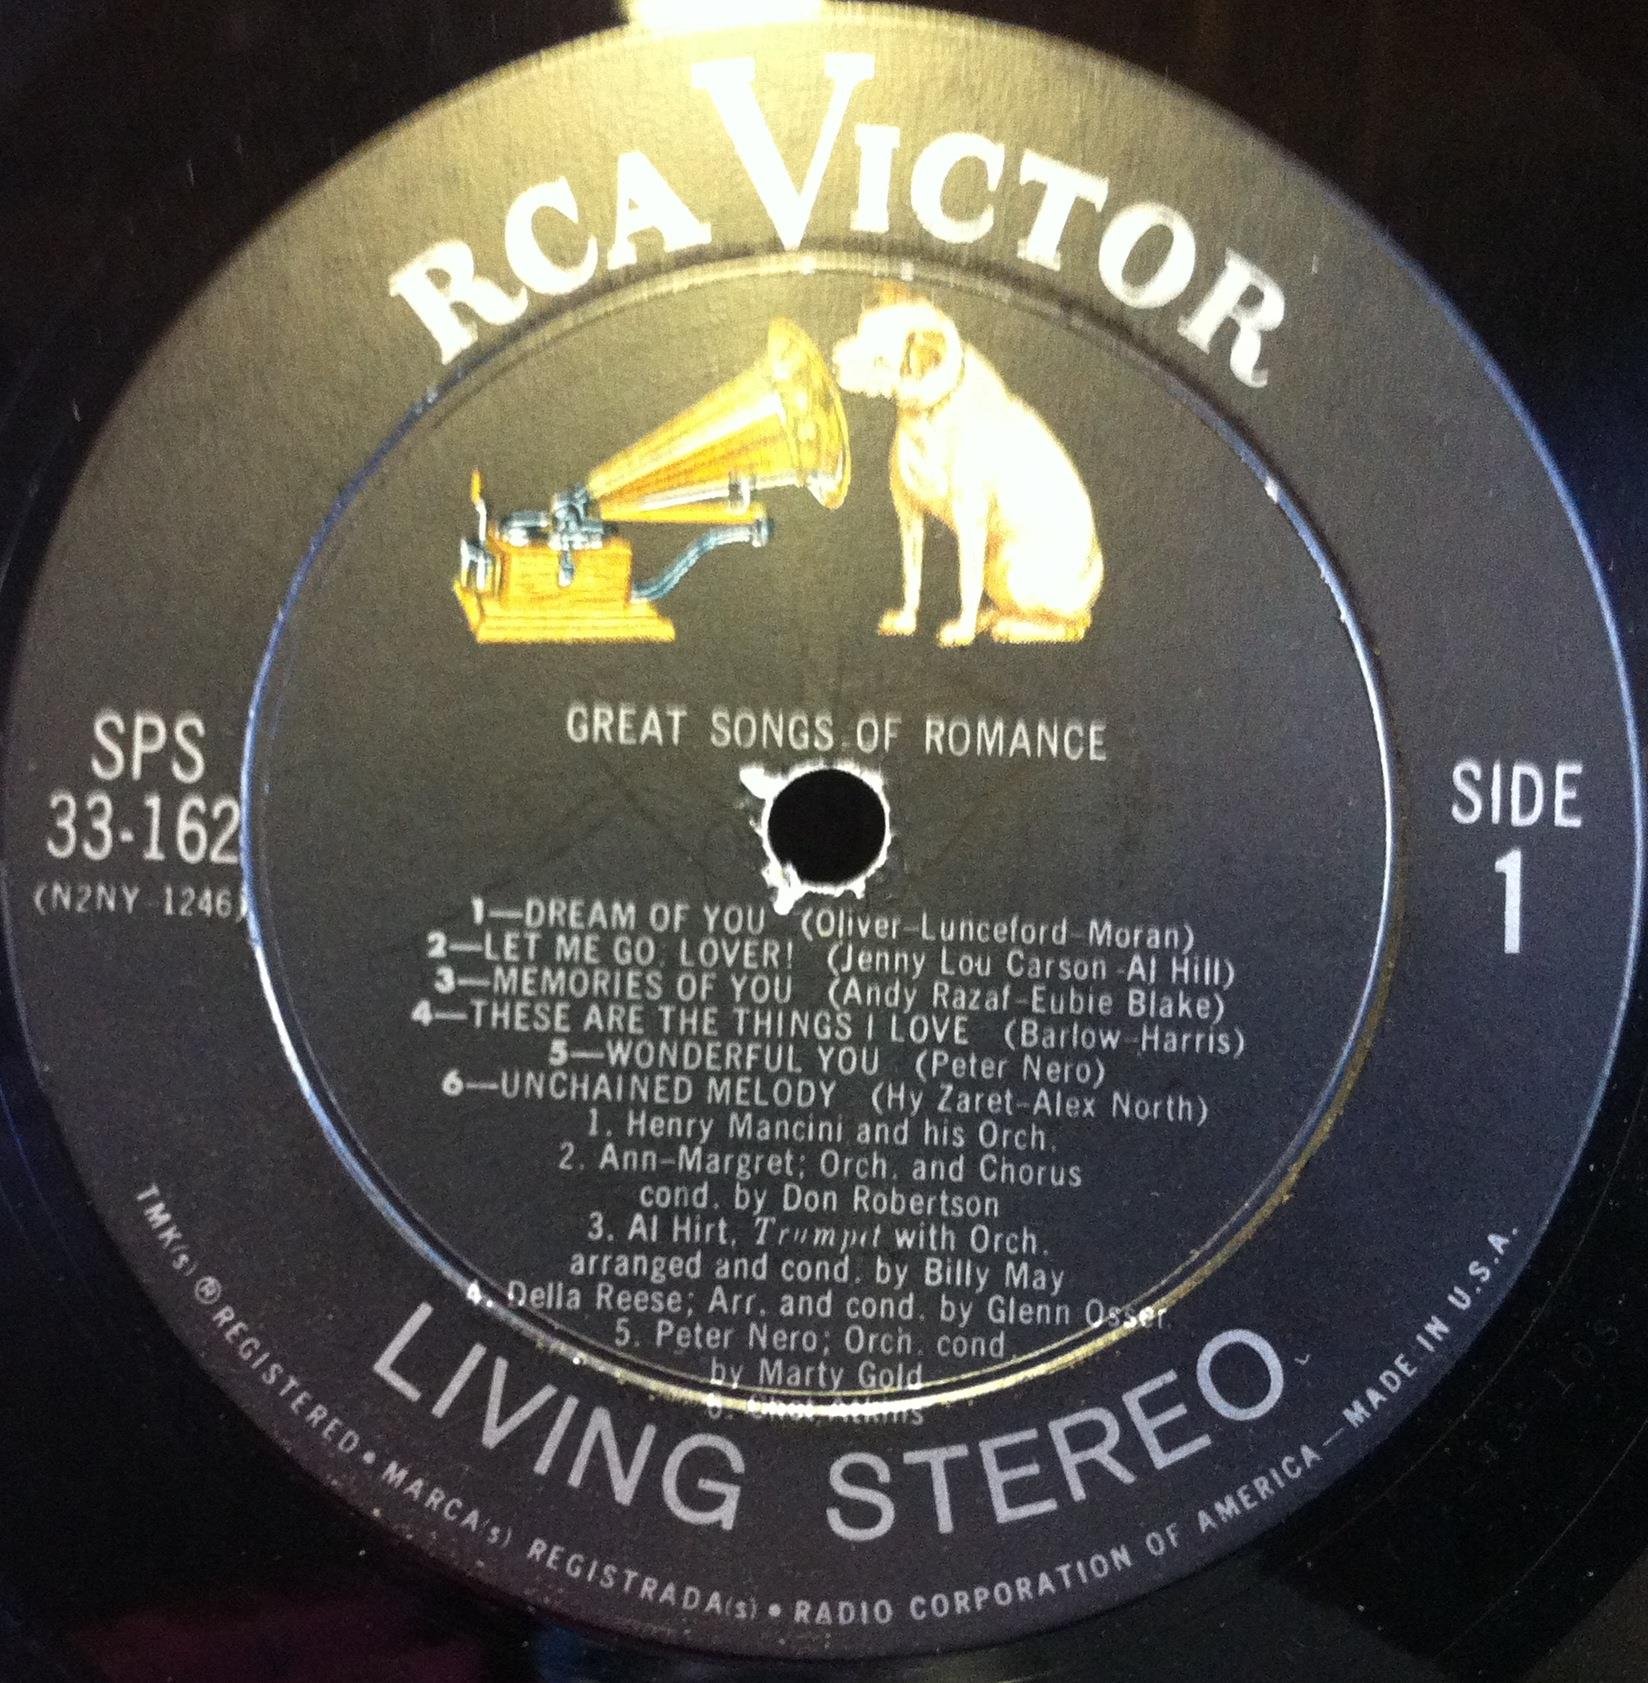 RCA VICTOR
GREAT SONGS OF ROMANCE
SPS
33-162
(N2NY-1246)
SIDE
1
1—DREAM OF YOU (Oliver-Lunceford-Moran)
2—LET ME GO, LOVER! (Jenny Lou Carson-Al Hill)
3—MEMORIES OF YOU (Andy Razaf-Eubie Blake)
4—THESE ARE THE THINGS I LOVE (Barlow-Harris)
5—WONDERFUL YOU (Peter Nero)
6—UNCHAINED MELODY (Hy Zaret-Alex North)
1. Henry Mancini and his Orch.
2. Ann-Margret; Orch. and Chorus
cond. by Don Robertson
3. Al Hirt, Trumpet with Orch.
arranged and cond. by Billy May
4. Della Reese; Arr. and cond. by Glenn Osser
5. Peter Nero; Orch. cond.
by Marty Gold
6. Chet Atkins
LIVING STEREO
TMK(s) ® REGISTERED • MARCA(s) REGISTRADA(s) • RADIO CORPORATION OF AMERICA—MADE IN U.S.A.